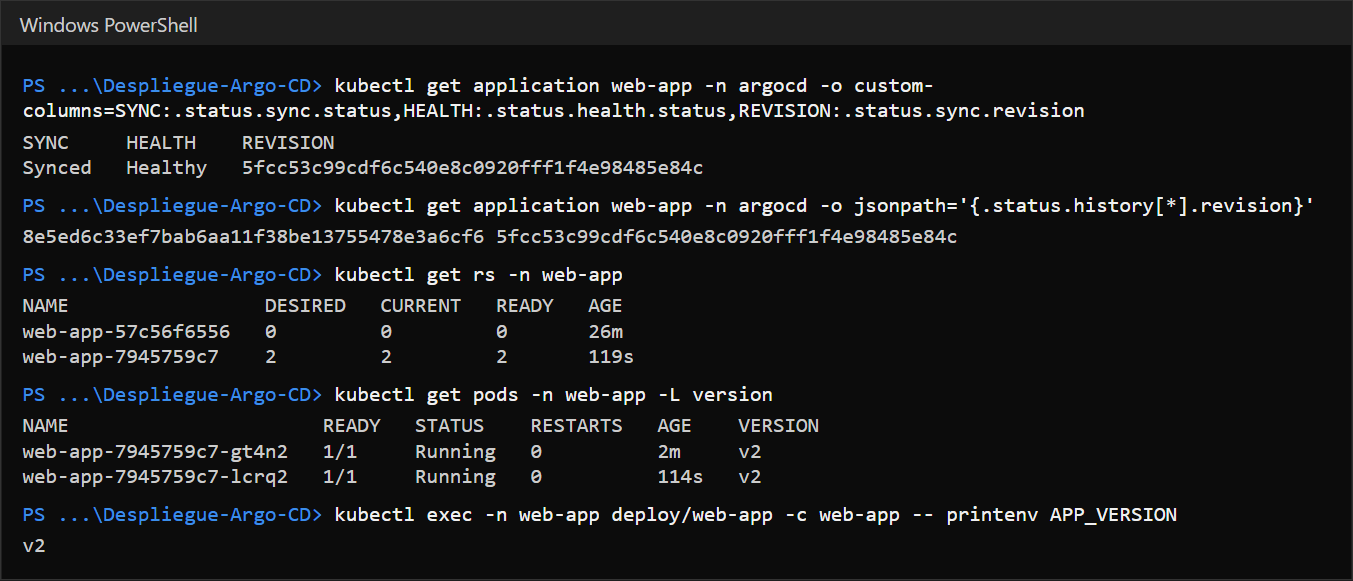 Windows PowerShell
PS ...\Despliegue-Argo-CD> kubectl get application web-app -n argocd -o custom-
columns=SYNC:.status.sync.status,HEALTH:.status.health.status,REVISION:.status.sync.revision
SYNC     HEALTH    REVISION
Synced   Healthy   5fcc53c99cdf6c540e8c0920fff1f4e98485e84c
PS ...\Despliegue-Argo-CD> kubectl get application web-app -n argocd -o jsonpath='{.status.history[*].revision}'
8e5ed6c33ef7bab6aa11f38be13755478e3a6cf6 5fcc53c99cdf6c540e8c0920fff1f4e98485e84c
PS ...\Despliegue-Argo-CD> kubectl get rs -n web-app
NAME                 DESIRED   CURRENT   READY   AGE
web-app-57c56f6556   0         0         0       26m
web-app-7945759c7    2         2         2       119s
PS ...\Despliegue-Argo-CD> kubectl get pods -n web-app -L version
NAME                      READY   STATUS    RESTARTS   AGE    VERSION
web-app-7945759c7-gt4n2   1/1     Running   0          2m     v2
web-app-7945759c7-lcrq2   1/1     Running   0          114s   v2
PS ...\Despliegue-Argo-CD> kubectl exec -n web-app deploy/web-app -c web-app -- printenv APP_VERSION
v2